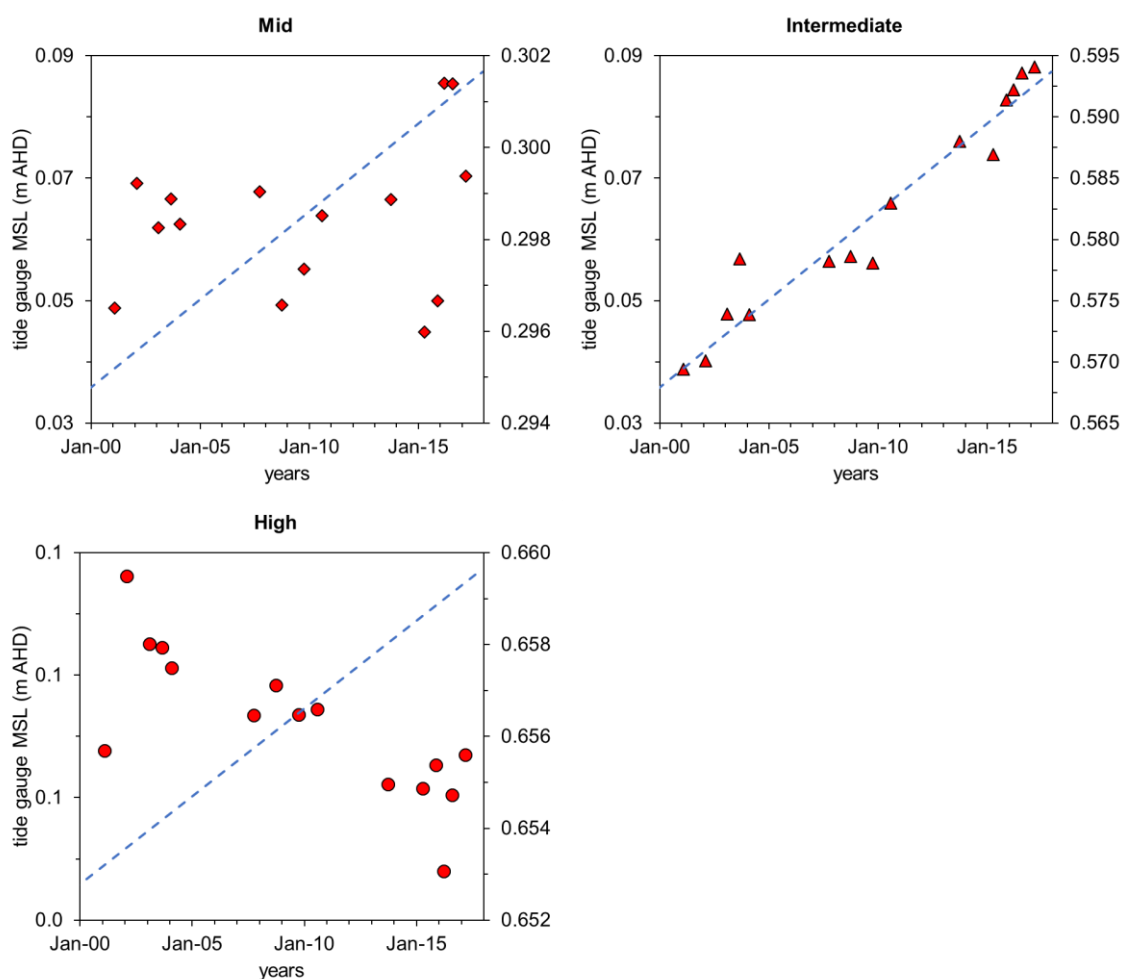 Mid
0.09
0.07
0.05
0.03
tide gauge MSL (m AHD)
0.302
0.300
0.298
0.296
0.294
Jan-00 Jan-05 Jan-10 Jan-15
years
Intermediate
0.09
0.07
0.05
0.03
tide gauge MSL (m AHD)
0.595
0.590
0.585
0.580
0.575
0.570
0.565
Jan-00 Jan-05 Jan-10 Jan-15
years
High
0.1
0.1
0.1
0.0
tide gauge MSL (m AHD)
0.660
0.658
0.656
0.654
0.652
Jan-00 Jan-05 Jan-10 Jan-15
years